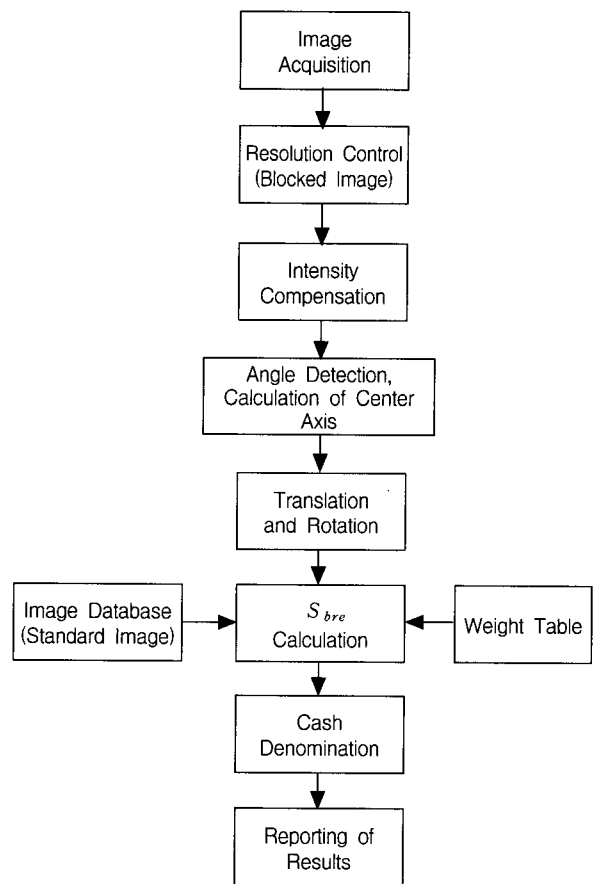 Image
Acquisition
Resolution Control
(Blocked Image)
Intensity
Compensation
Angle Detection,
Calculation of Center
Axis
Translation
and Rotation
Image Database
(Standard Image)
S bre
Calculation
Weight Table
Cash
Denomination
Reporting of
Results